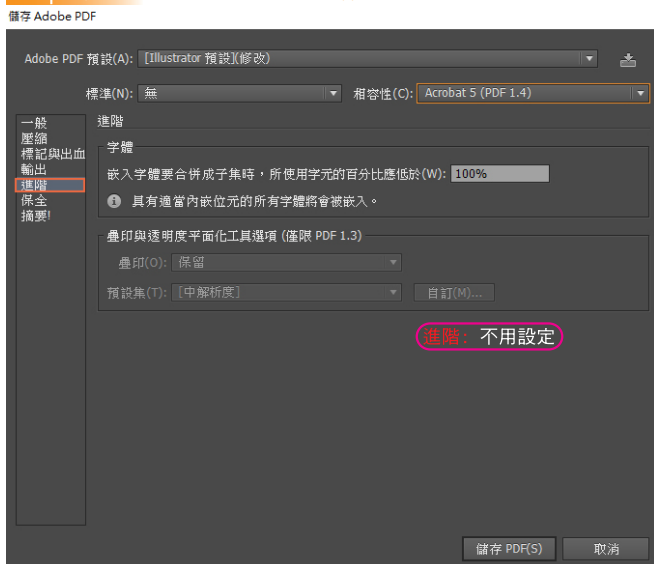 儲存 Adobe PDF
Adobe PDF 預設(A): [Illustrator 預設](修改)
標準(N): 無 相容性(C): Acrobat 5 (PDF 1.4)
一般
壓縮
標記與出血
輸出
進階
保全
摘要!
進階
字體
嵌入字體要合併成子集時，所使用字元的百分比應低於(W): 100%
具有適當內嵌位元的所有字體將會被嵌入。
疊印與透明度平面化工具選項 (僅限 PDF 1.3)
疊印(O): 保留
預設集(T): [中解析度] 自訂(M)...
進階: 不用設定
儲存 PDF(S) 取消